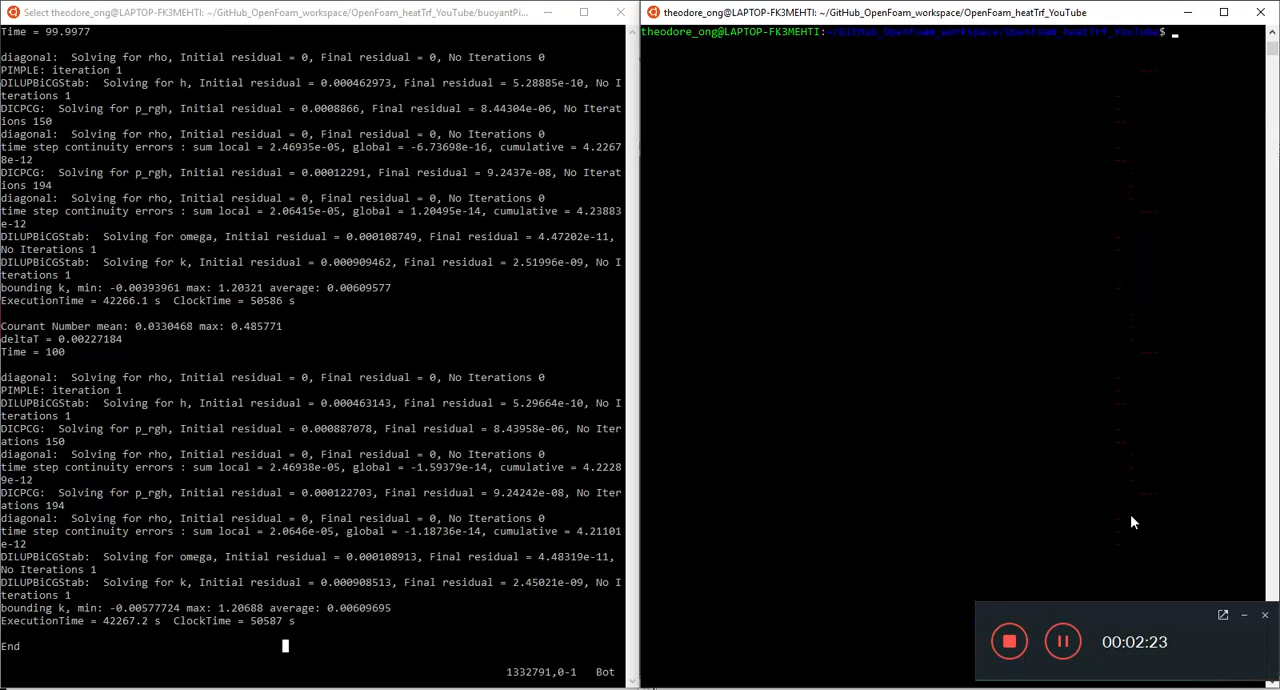 Select theodore_ong@LAPTOP-FK3MEHTI: ~/GitHub_OpenFoam_workspace/OpenFoam_heatTrf_YouTube/buoyantPi...
Time = 99.9977
diagonal:  Solving for rho, Initial residual = 0, Final residual = 0, No Iterations 0
PIMPLE: iteration 1
DILUPBiCGStab:  Solving for h, Initial residual = 0.000462973, Final residual = 5.28885e-10, No I
terations 1
DICPCG:  Solving for p_rgh, Initial residual = 0.0008866, Final residual = 8.44304e-06, No Iterat
ions 150
diagonal:  Solving for rho, Initial residual = 0, Final residual = 0, No Iterations 0
time step continuity errors : sum local = 2.46935e-05, global = -6.73698e-16, cumulative = 4.2267
8e-12
DICPCG:  Solving for p_rgh, Initial residual = 0.00012291, Final residual = 9.2437e-08, No Iterat
ions 194
diagonal:  Solving for rho, Initial residual = 0, Final residual = 0, No Iterations 0
time step continuity errors : sum local = 2.06415e-05, global = 1.20495e-14, cumulative = 4.23883
e-12
DILUPBiCGStab:  Solving for omega, Initial residual = 0.000108749, Final residual = 4.47202e-11,
No Iterations 1
DILUPBiCGStab:  Solving for k, Initial residual = 0.000909462, Final residual = 2.51996e-09, No I
terations 1
bounding k, min: -0.00393961 max: 1.20321 average: 0.00609577
ExecutionTime = 42266.1 s  ClockTime = 50586 s
Courant Number mean: 0.0330468 max: 0.485771
deltaT = 0.00227184
Time = 100
diagonal:  Solving for rho, Initial residual = 0, Final residual = 0, No Iterations 0
PIMPLE: iteration 1
DILUPBiCGStab:  Solving for h, Initial residual = 0.000463143, Final residual = 5.29664e-10, No I
terations 1
DICPCG:  Solving for p_rgh, Initial residual = 0.000887078, Final residual = 8.43958e-06, No Iter
ations 150
diagonal:  Solving for rho, Initial residual = 0, Final residual = 0, No Iterations 0
time step continuity errors : sum local = 2.46938e-05, global = -1.59379e-14, cumulative = 4.2228
9e-12
DICPCG:  Solving for p_rgh, Initial residual = 0.000122703, Final residual = 9.24242e-08, No Iter
ations 194
diagonal:  Solving for rho, Initial residual = 0, Final residual = 0, No Iterations 0
time step continuity errors : sum local = 2.0646e-05, global = -1.18736e-14, cumulative = 4.21101
e-12
DILUPBiCGStab:  Solving for omega, Initial residual = 0.000108913, Final residual = 4.48319e-11,
No Iterations 1
DILUPBiCGStab:  Solving for k, Initial residual = 0.000908513, Final residual = 2.45021e-09, No I
terations 1
bounding k, min: -0.00577724 max: 1.20688 average: 0.00609695
ExecutionTime = 42267.2 s  ClockTime = 50587 s
End
1332791,0-1   Bot
theodore_ong@LAPTOP-FK3MEHTI: ~/GitHub_OpenFoam_workspace/OpenFoam_heatTrf_YouTube
theodore_ong@LAPTOP-FK3MEHTI:~/GitHub_OpenFoam_workspace/OpenFoam_heatTrf_YouTube$
00:02:23